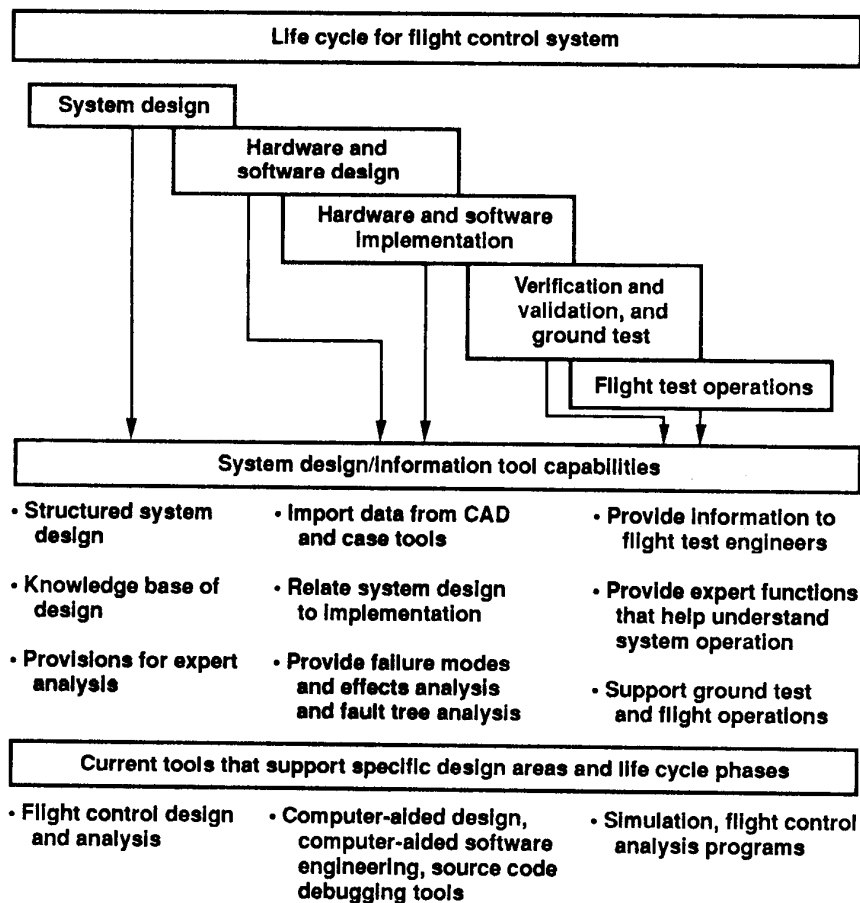 Life cycle for flight control system
System design
Hardware and
software design
Hardware and software
implementation
Verification and
validation, and
ground test
Flight test operations
System design/information tool capabilities
• Structured system
design
• Knowledge base of
design
• Provisions for expert
analysis
• Import data from CAD
and case tools
• Relate system design
to implementation
• Provide failure modes
and effects analysis
and fault tree analysis
• Provide information to
flight test engineers
• Provide expert functions
that help understand
system operation
• Support ground test
and flight operations
Current tools that support specific design areas and life cycle phases
• Flight control design
and analysis
• Computer-aided design,
computer-aided software
engineering, source code
debugging tools
• Simulation, flight control
analysis programs